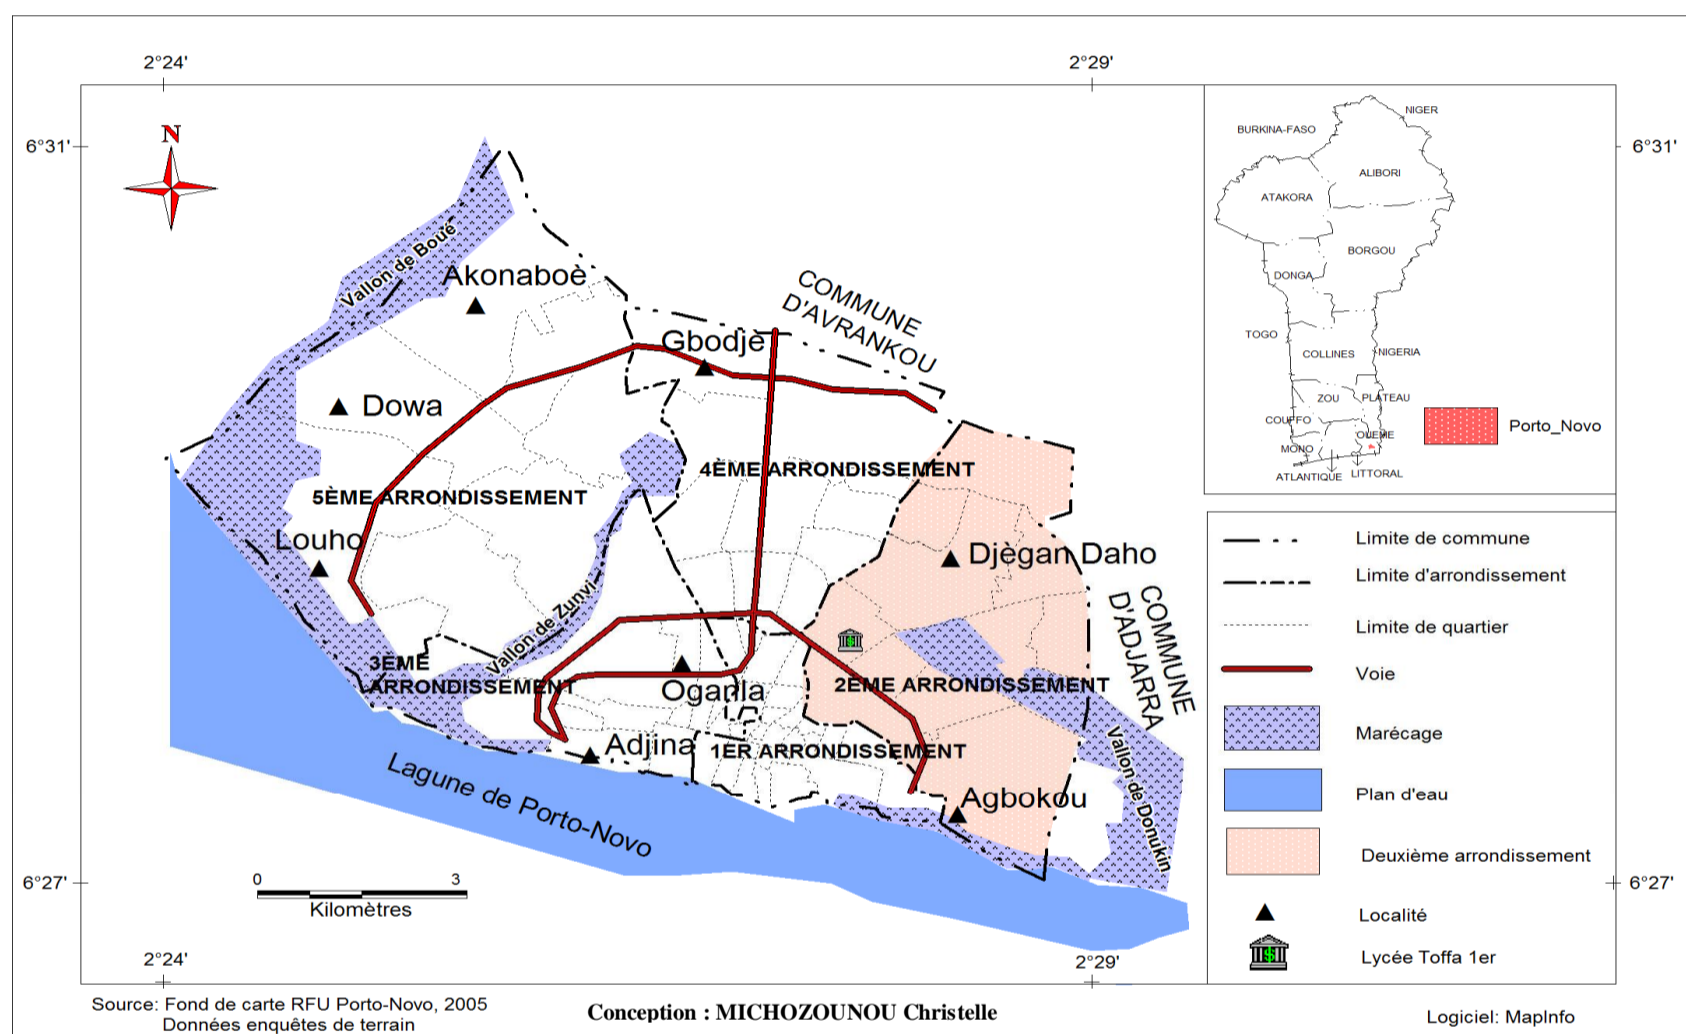 2°24'
2°29'
6°31'
N
Vallon de Boué
Akonaboè
COMMUNE
D'AVRANKOU
Gbodjè
Dowa
4ÈME ARRONDISSEMENT
5ÈME ARRONDISSEMENT
Louho
Djègan Daho
COMMUNE
D'ADJARRA
Vallon de Zunvi
3EME
ARRONDISSEMENT
Oganla
2ÈME ARRONDISSEMENT
Adjina
1ER ARRONDISSEMENT
Vallon de Donukin
Lagune de Porto-Novo
Agbokou
6°27'
0 3
Kilomètres
2°24'
2°29'
NIGER
BURKINA-FASO
6°31'
ALIBORI
ATAKORA
BORGOU
DONGA
TOGO
NIGERIA
COLLINES
ZOU
PLATEAU
COUFFO
OUEME
Porto_Novo
MONO
ATLANTIQUE
LITTORAL
Limite de commune
Limite d'arrondissement
Limite de quartier
Voie
Marécage
Plan d'eau
Deuxième arrondissement
6°27'
Localité
Lycée Toffa 1er
Source: Fond de carte RFU Porto-Novo, 2005
Données enquêtes de terrain
Conception : MICHOZOUNOU Christelle
Logiciel: MapInfo